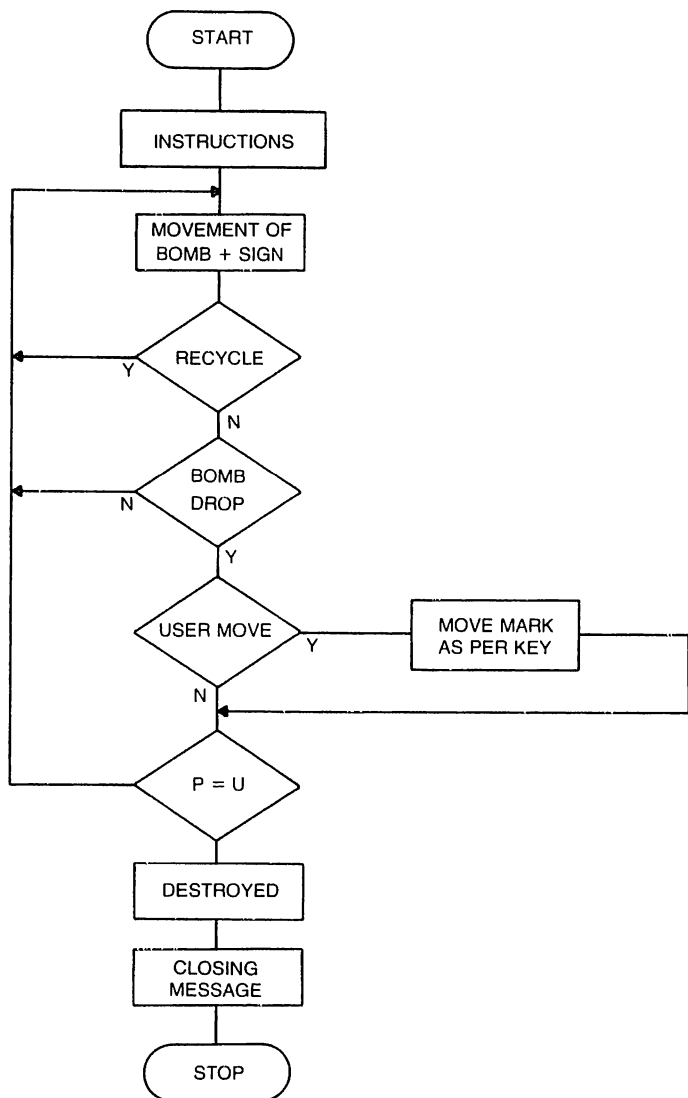 START
INSTRUCTIONS
MOVEMENT OF
BOMB + SIGN
RECYCLE
Y
N
BOMB
DROP
N
Y
USER MOVE
Y
MOVE MARK
AS PER KEY
N
P = U
DESTROYED
CLOSING
MESSAGE
STOP